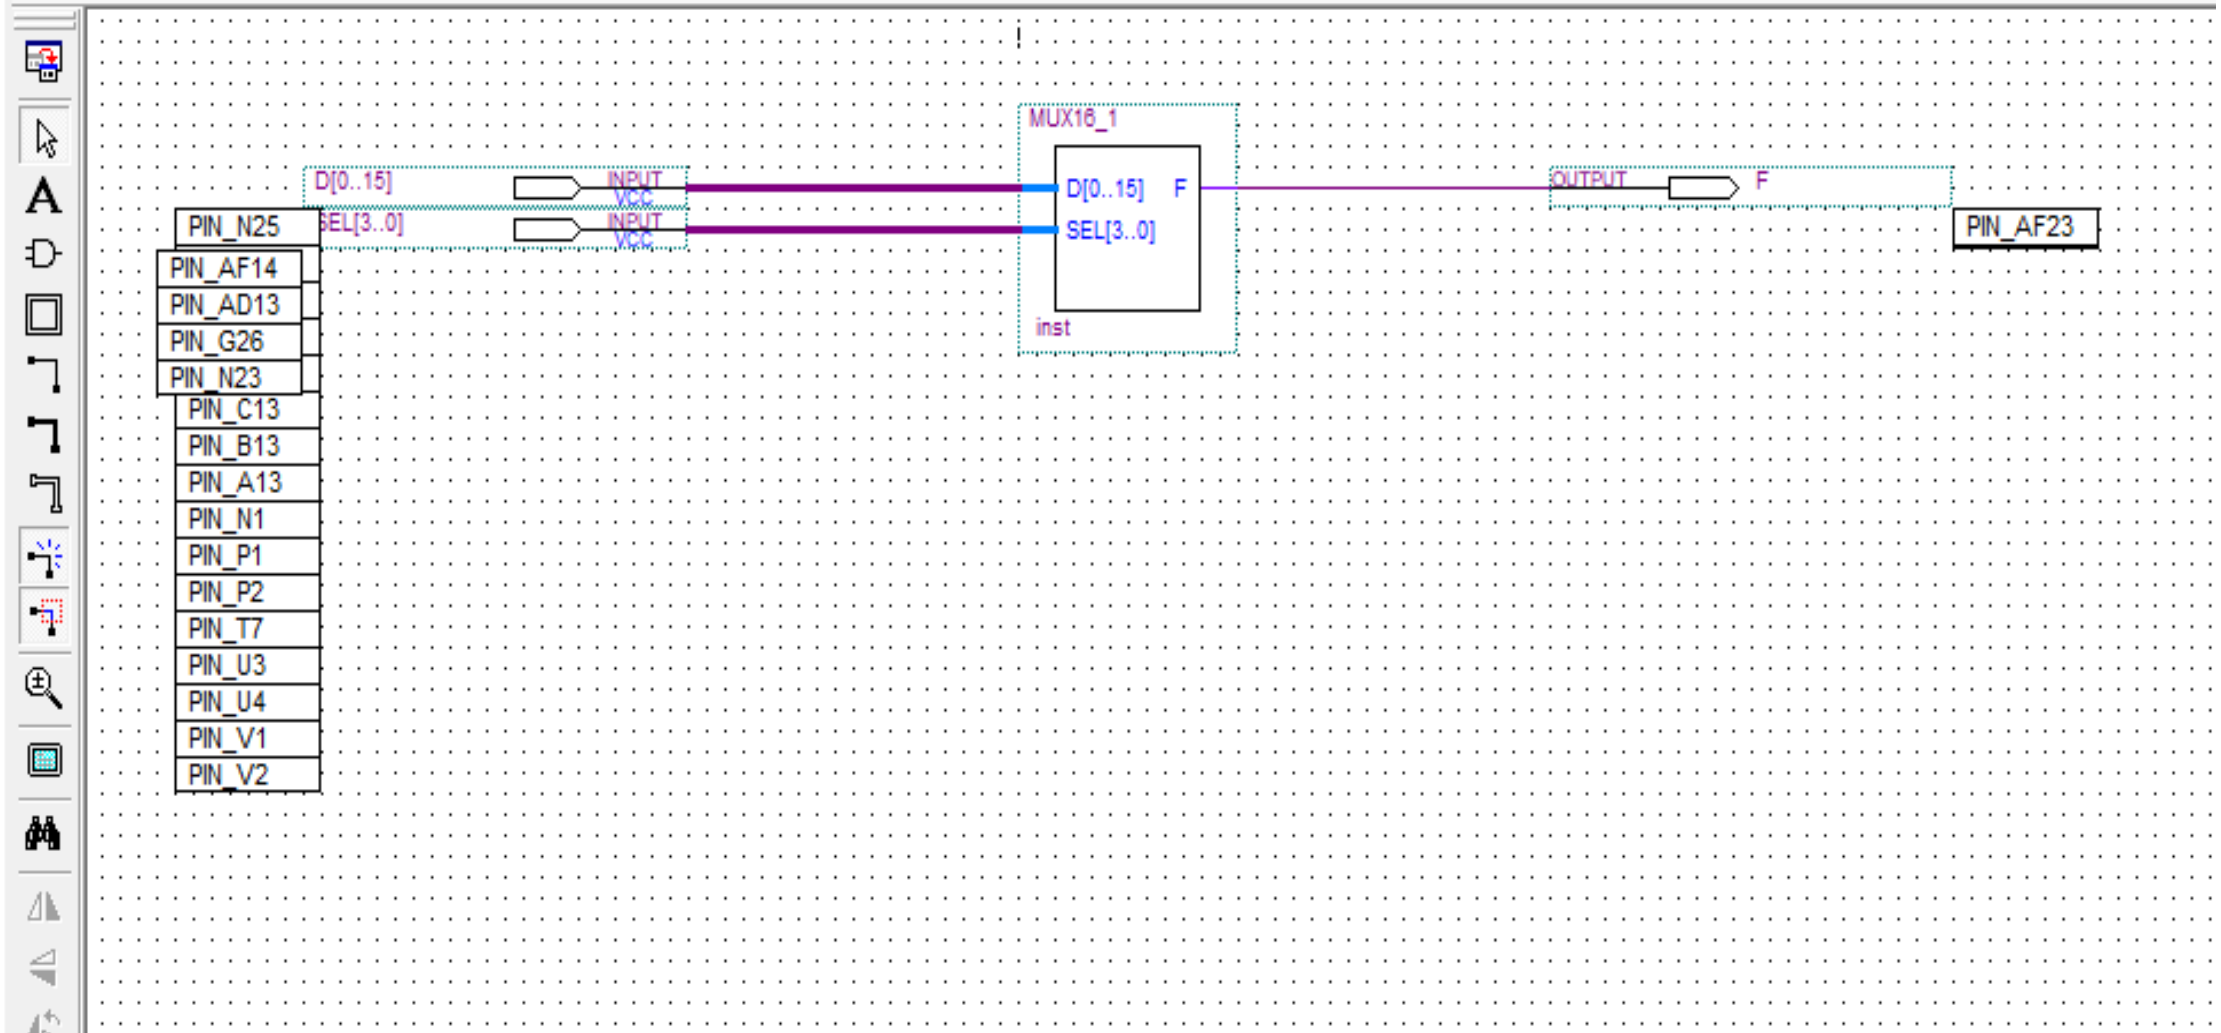 MUX16_1
D[0..15] INPUT VCC
D[0..15] F
OUTPUT F
SEL[3..0] INPUT VCC
SEL[3..0]
inst
PIN_N25
PIN_AF14
PIN_AD13
PIN_G26
PIN_N23
PIN_C13
PIN_B13
PIN_A13
PIN_N1
PIN_P1
PIN_P2
PIN_T7
PIN_U3
PIN_U4
PIN_V1
PIN_V2
PIN_AF23
A